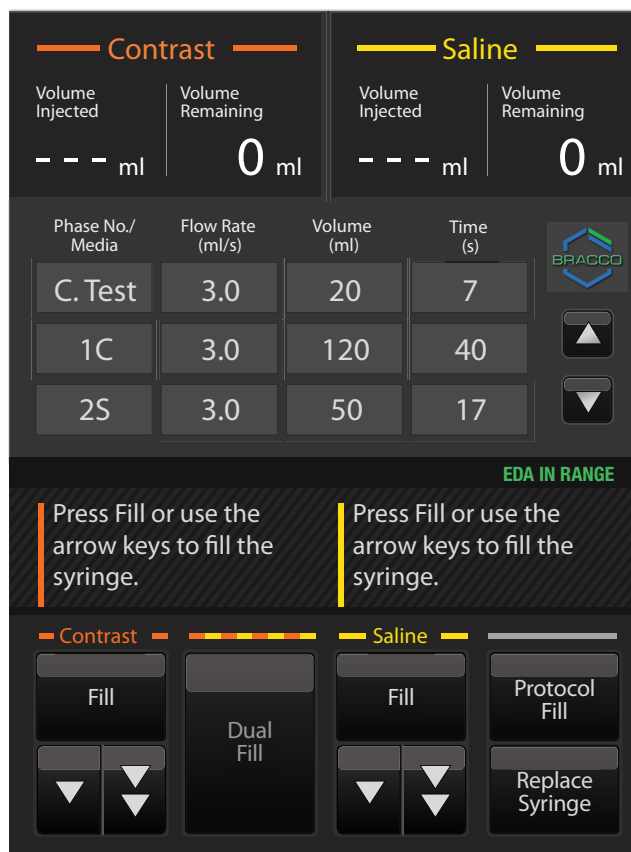 Contrast
Saline
Volume
Injected
Volume
Remaining
Volume
Injected
Volume
Remaining
--- ml
0 ml
--- ml
0 ml
Phase No./
Media
Flow Rate
(ml/s)
Volume
(ml)
Time
(s)
BRACCO
C. Test 3.0 20 7
1C 3.0 120 40
2S 3.0 50 17
EDA IN RANGE
Press Fill or use the
arrow keys to fill the
syringe.
Press Fill or use the
arrow keys to fill the
syringe.
Contrast
Saline
Fill
Dual
Fill
Fill
Protocol
Fill
Replace
Syringe